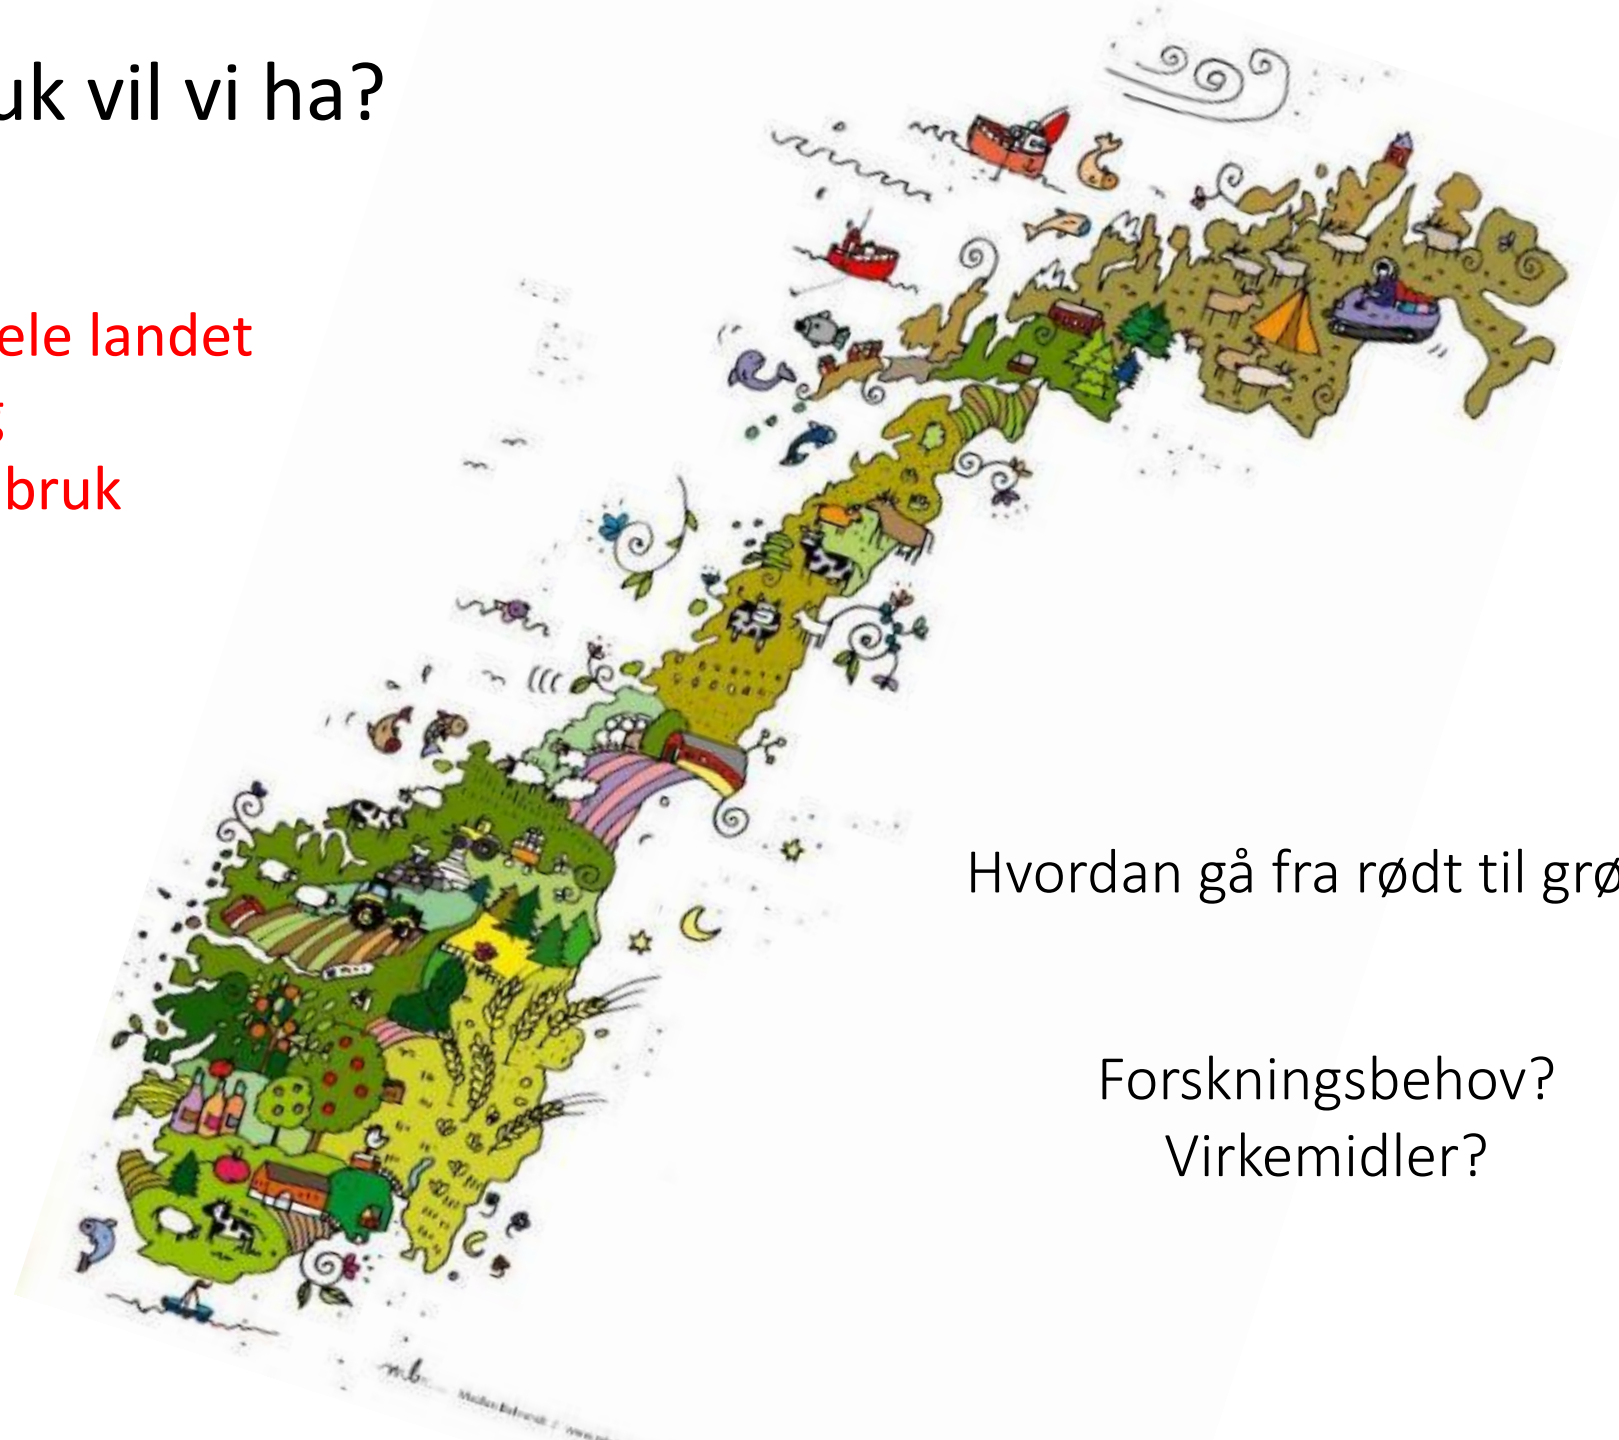 uk vil vi ha?
ele landet
g
bruk
Hvordan gå fra rødt til grø
Forskningsbehov?
Virkemidler?